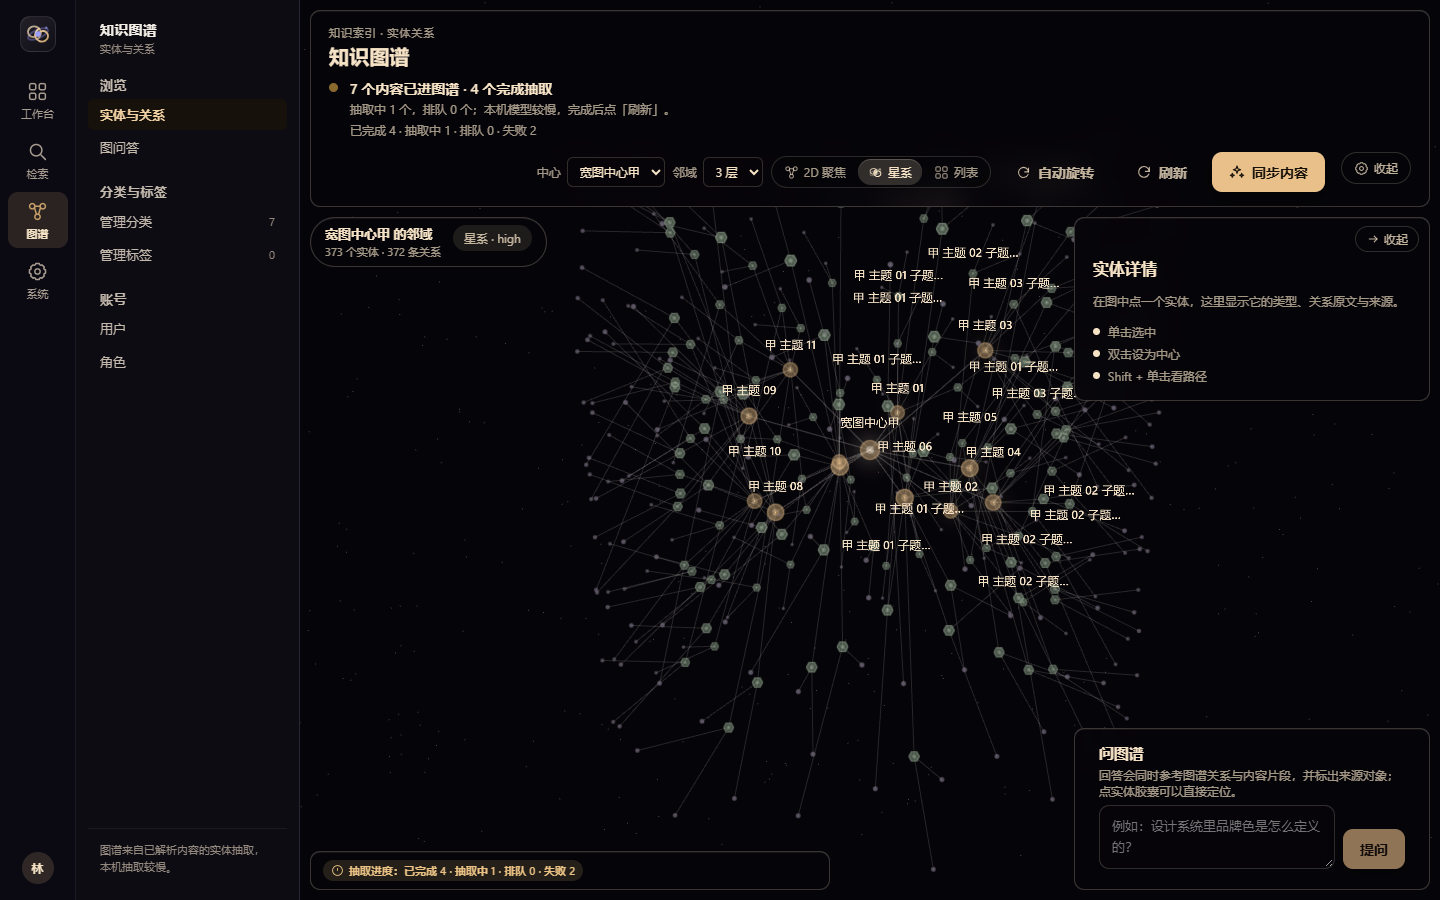 工作台
检索
图谱
系统
林
知识图谱
实体与关系
浏览
实体与关系
图问答
分类与标签
管理分类 7
管理标签 0
账号
用户
角色
图谱来自已解析内容的实体抽取，
本机抽取较慢。
知识索引 · 实体关系
知识图谱
7 个内容已进图谱 · 4 个完成抽取
抽取中 1 个，排队 0 个；本机模型较慢，完成后点「刷新」。
已完成 4 · 抽取中 1 · 排队 0 · 失败 2
中心 宽图中心甲 邻域 3 层 2D 聚焦 星系 列表 自动旋转 刷新 同步内容 收起
宽图中心甲 的邻域
373 个实体 · 372 条关系
星系 · high
甲 主题 02 子题...
甲 主题 01 子题...
甲 主题 03 子题...
甲 主题 01 子题...
甲 主题 03
甲 主题 11
甲 主题 01 子题...
甲 主题 01 子题...
甲 主题 09
甲 主题 01
甲 主题 03 子题.
甲 主题 05
宽图中心甲
甲 主题 06
甲 主题 10
甲 主题 04
甲 主题 08
甲 主题 02
甲 主题 02 子题...
甲 主题 01 子题...
甲 主题 02 子题...
甲 主题 02 子题...
甲 主题 01 子题...
甲 主题 02 子题...
收起
实体详情
在图中点一个实体，这里显示它的类型、关系原文与来源。
单击选中
双击设为中心
Shift + 单击看路径
问图谱
回答会同时参考图谱关系与内容片段，并标出来源对象；
点实体胶囊可以直接定位。
例如：设计系统里品牌色是怎么定义
的？
提问
抽取进度：已完成 4 · 抽取中 1 · 排队 0 · 失败 2